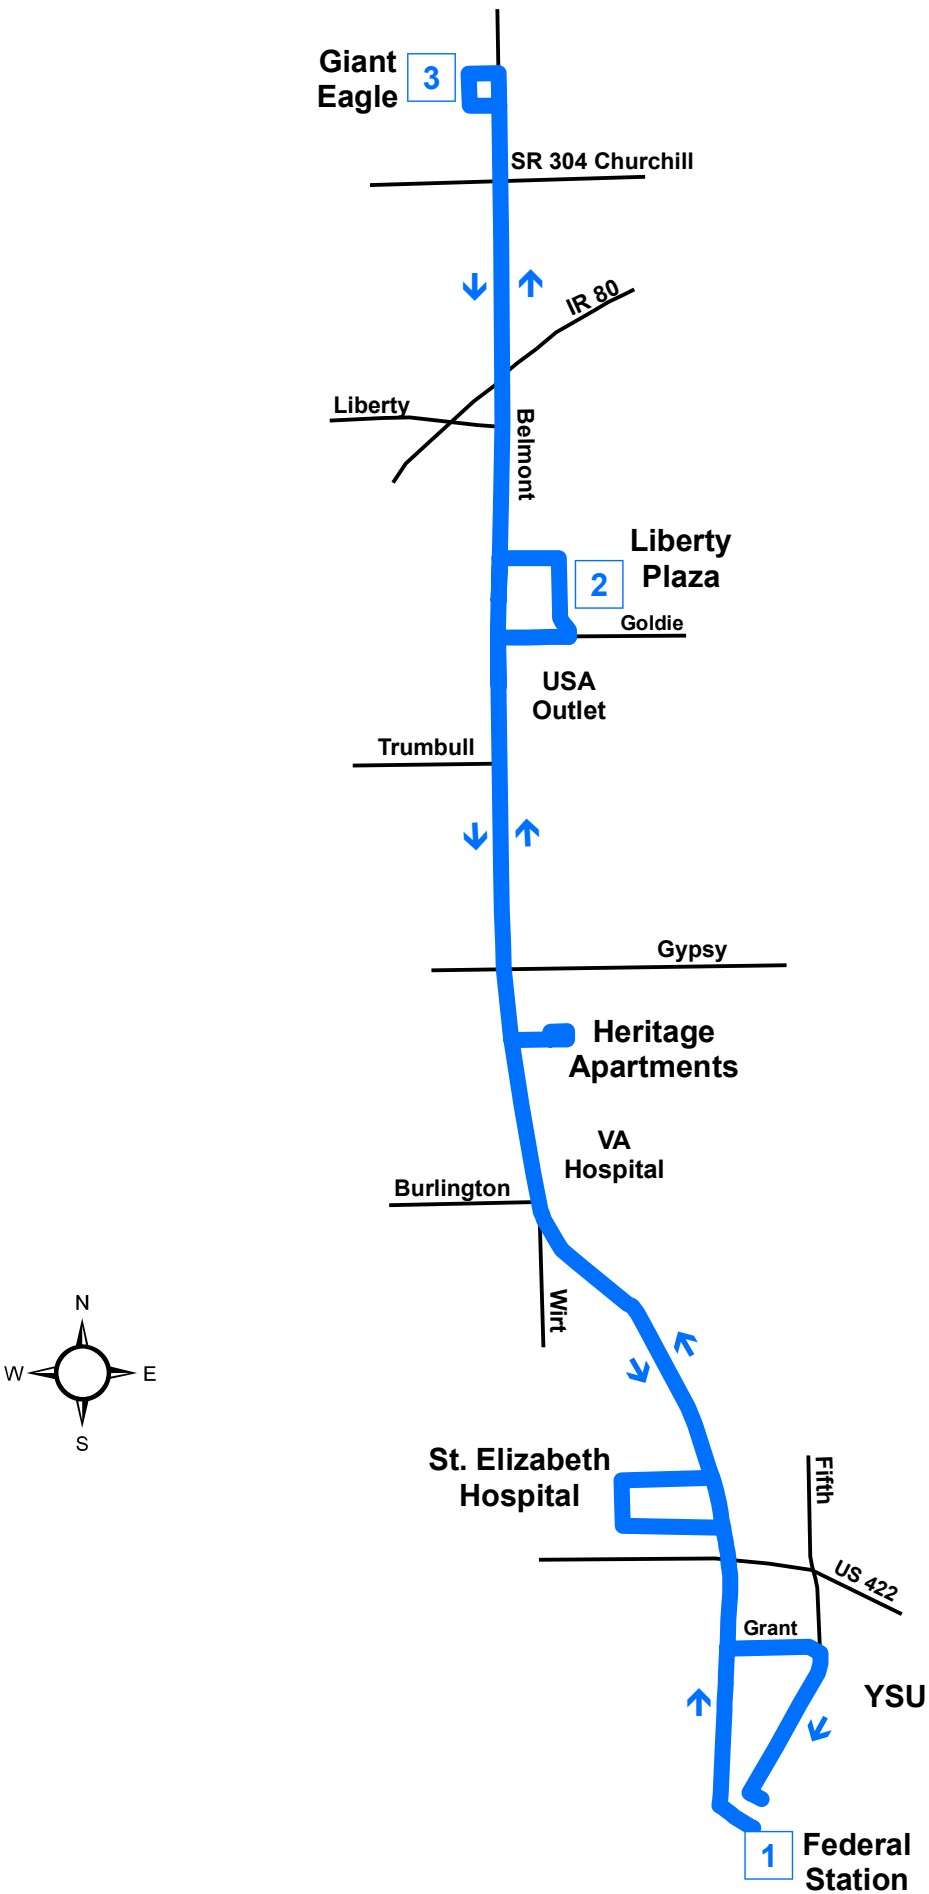 Giant
Eagle
3
SR 304 Churchill
IR 80
Liberty
Belmont
Liberty
Plaza
2
Goldie
USA
Outlet
Trumbull
Gypsy
Heritage
Apartments
VA
Hospital
Burlington
Wirt
N
W
E
S
St. Elizabeth
Hospital
Fifth
US 422
Grant
YSU
1
Federal
Station